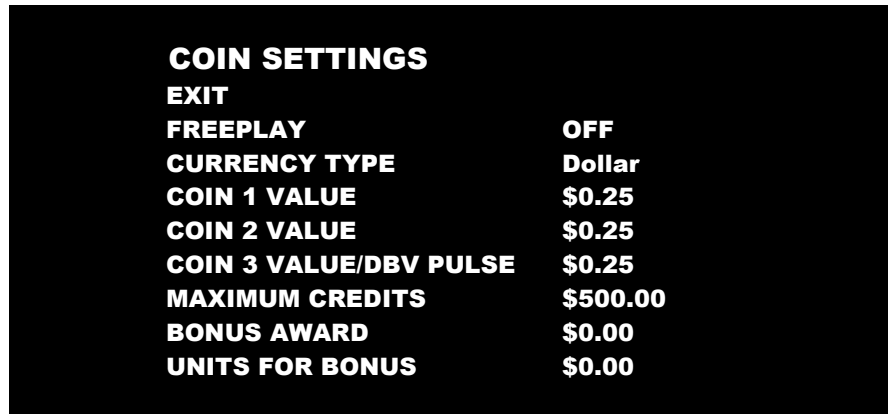 COIN SETTINGS
EXIT
FREEPLAY OFF
CURRENCY TYPE Dollar
COIN 1 VALUE $0.25
COIN 2 VALUE $0.25
COIN 3 VALUE/DBV PULSE $0.25
MAXIMUM CREDITS $500.00
BONUS AWARD $0.00
UNITS FOR BONUS $0.00